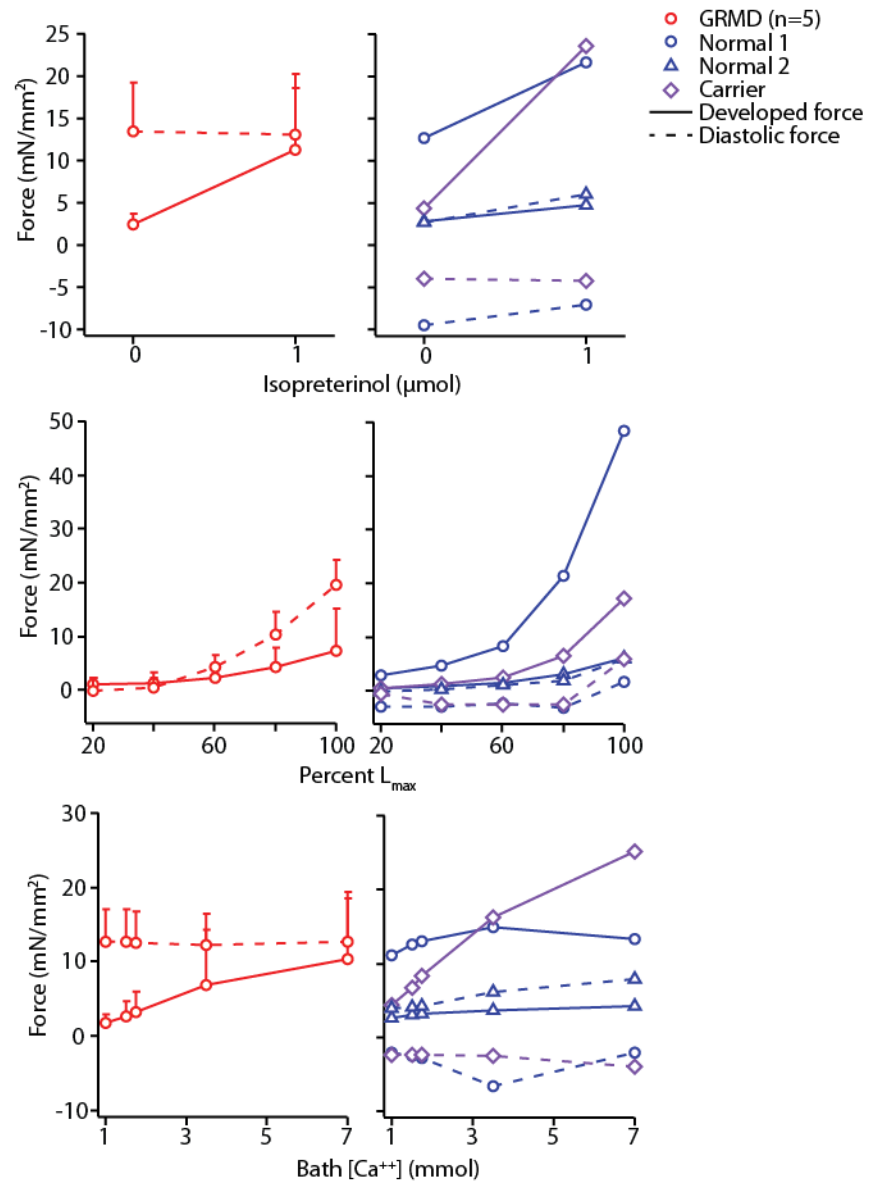 GRMD (n=5)
Normal 1
Normal 2
Carrier
Developed force
Diastolic force
25
20
15
10
5
0
-5
-10
Force (mN/mm²)
0 1 0 1
Isopreterinol (μmol)
50
40
30
20
10
0
Force (mN/mm²)
20 60 100 20 60 100
Percent Lmax
30
20
10
0
-10
Force (mN/mm²)
1 3 5 7 1 3 5 7
Bath [Ca⁺⁺] (mmol)